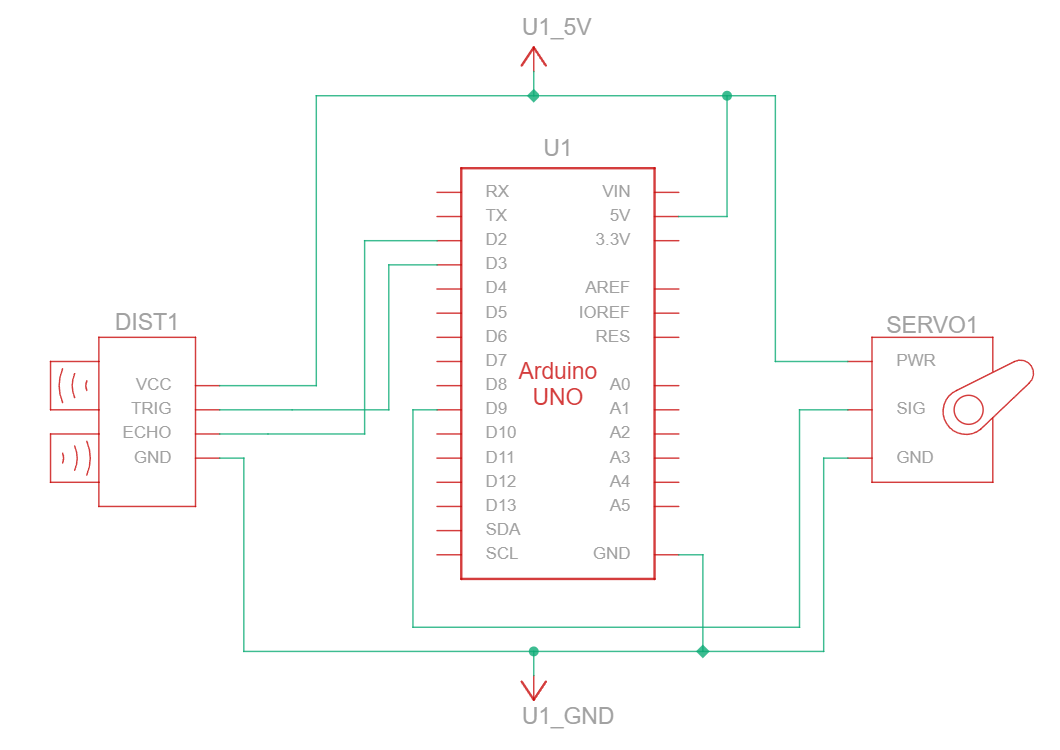 U1_5V
U1
RX
TX
D2
D3
D4
D5
D6
D7
D8
D9
D10
D11
D12
D13
SDA
SCL
VIN
5V
3.3V
AREF
IOREF
RES
A0
A1
A2
A3
A4
A5
GND
Arduino
UNO
DIST1
VCC
TRIG
ECHO
GND
SERVO1
PWR
SIG
GND
U1_GND